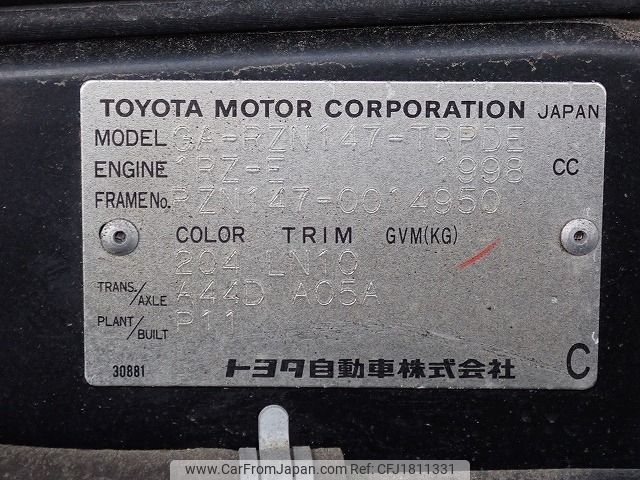 TOYOTA MOTOR CORPORATION JAPAN
MODEL GA-RZN147-TRPDE
ENGINE 1RZ-E 1998 CC
FRAME No. RZN147-0014950
COLOR TRIM GVM(KG)
204 LN10
TRANS./AXLE A44D A05A
PLANT/BUILT P11
30881 トヨタ自動車株式会社 C
www.CarFromJapan.com | Ref No: CFJ1811331